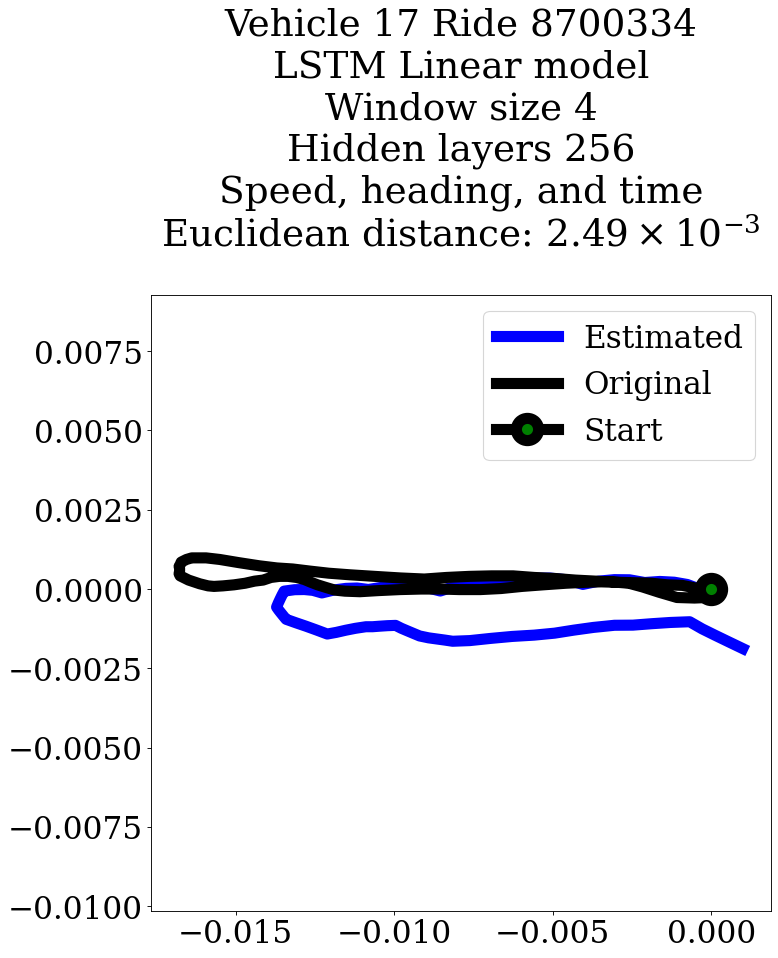 Vehicle 17 Ride 8700334
LSTM Linear model
Window size 4
Hidden layers 256
Speed, heading, and time
Euclidean distance: 2.49 × 10⁻³
Estimated
Original
Start
0.0075
0.0050
0.0025
0.0000
−0.0025
−0.0050
−0.0075
−0.0100
−0.015 −0.010 −0.005 0.000